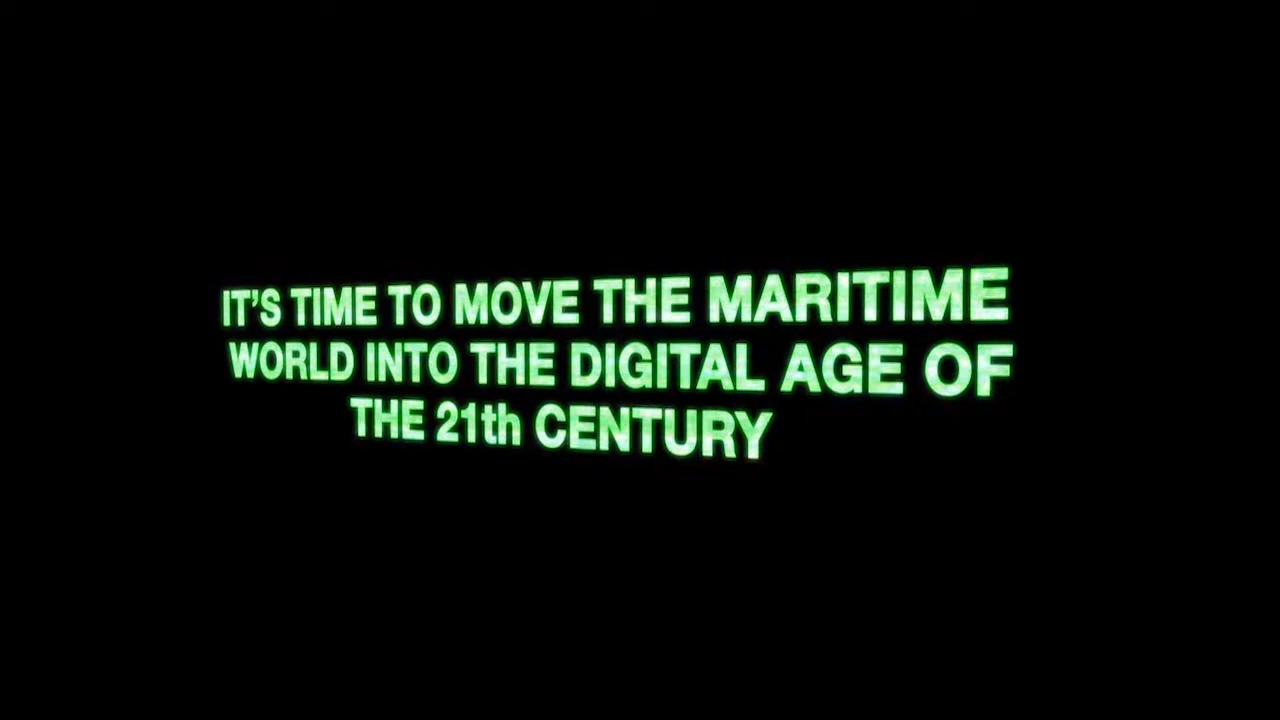 IT'S TIME TO MOVE THE MARITIME
WORLD INTO THE DIGITAL AGE OF
THE 21th CENTURY